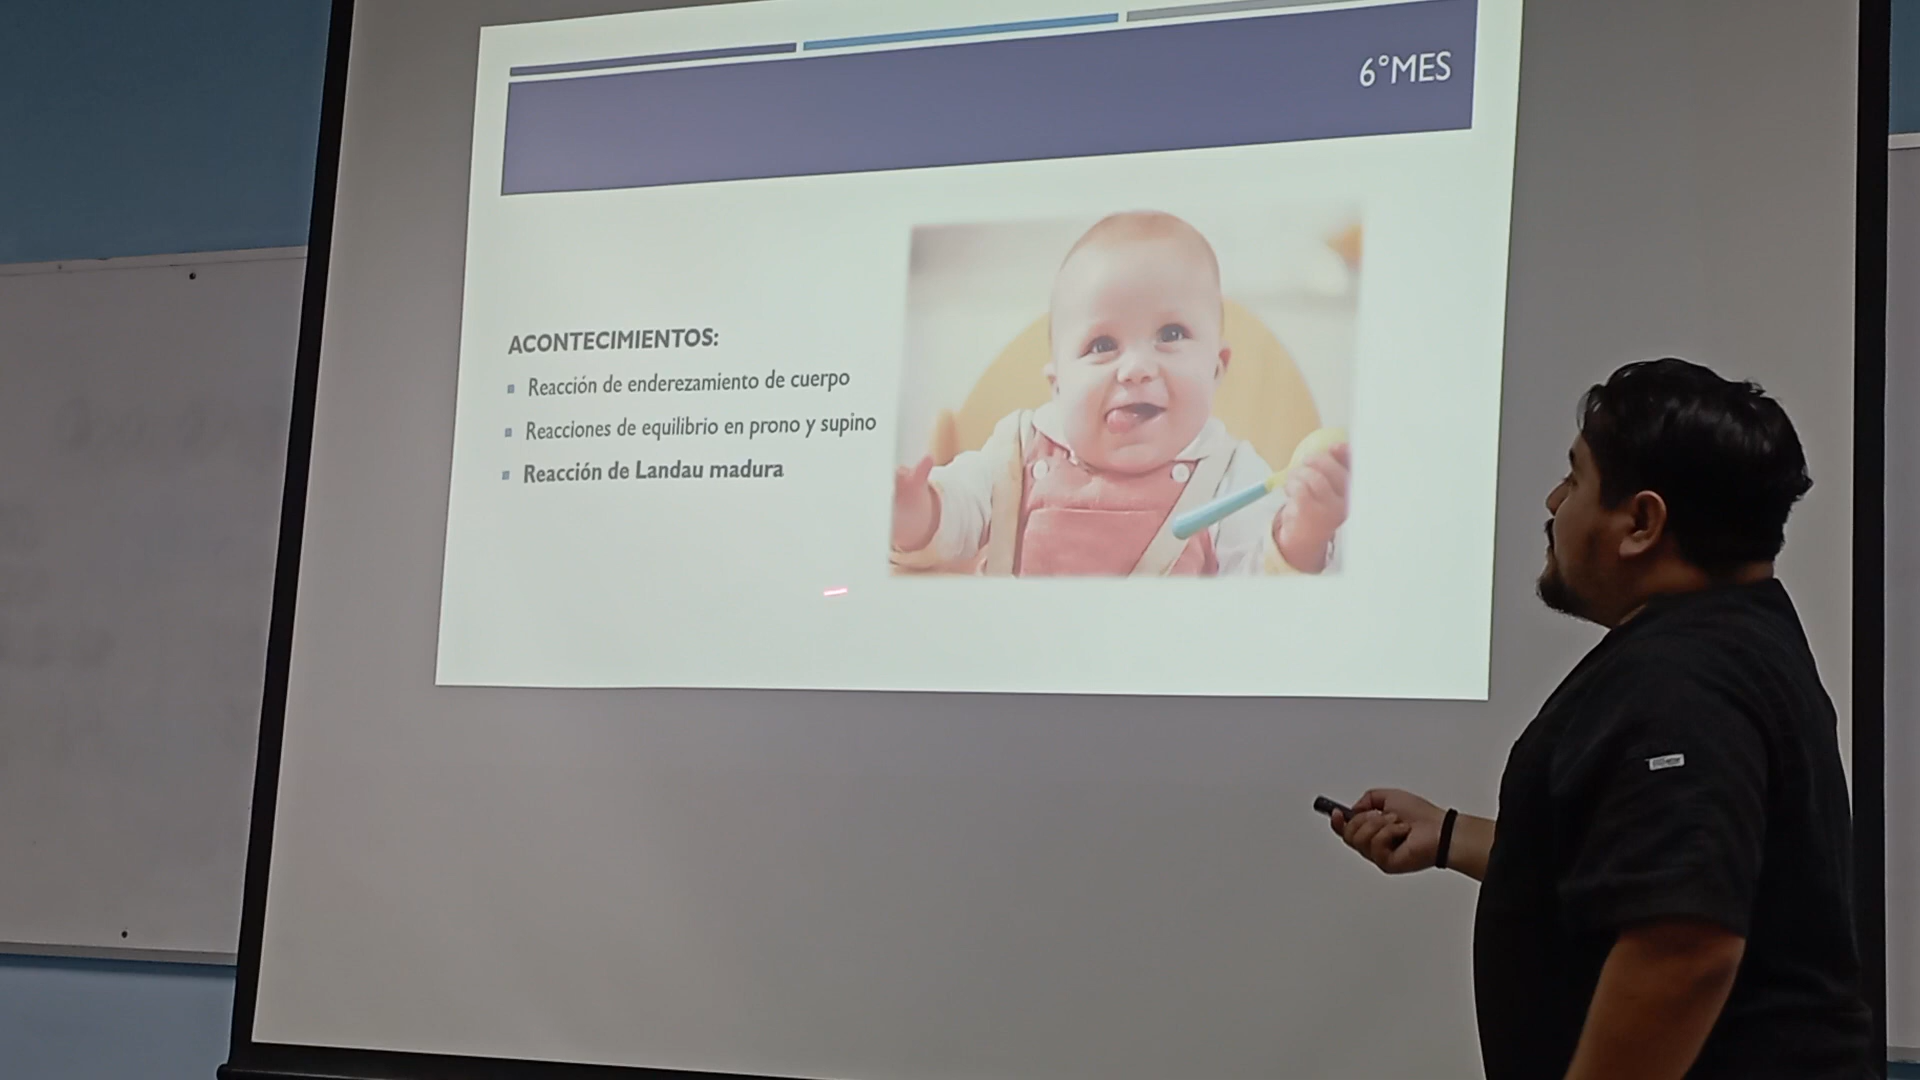 6°MES
ACONTECIMIENTOS:
Reacción de enderezamiento de cuerpo
Reacciones de equilibrio en prono y supino
Reacción de Landau madura